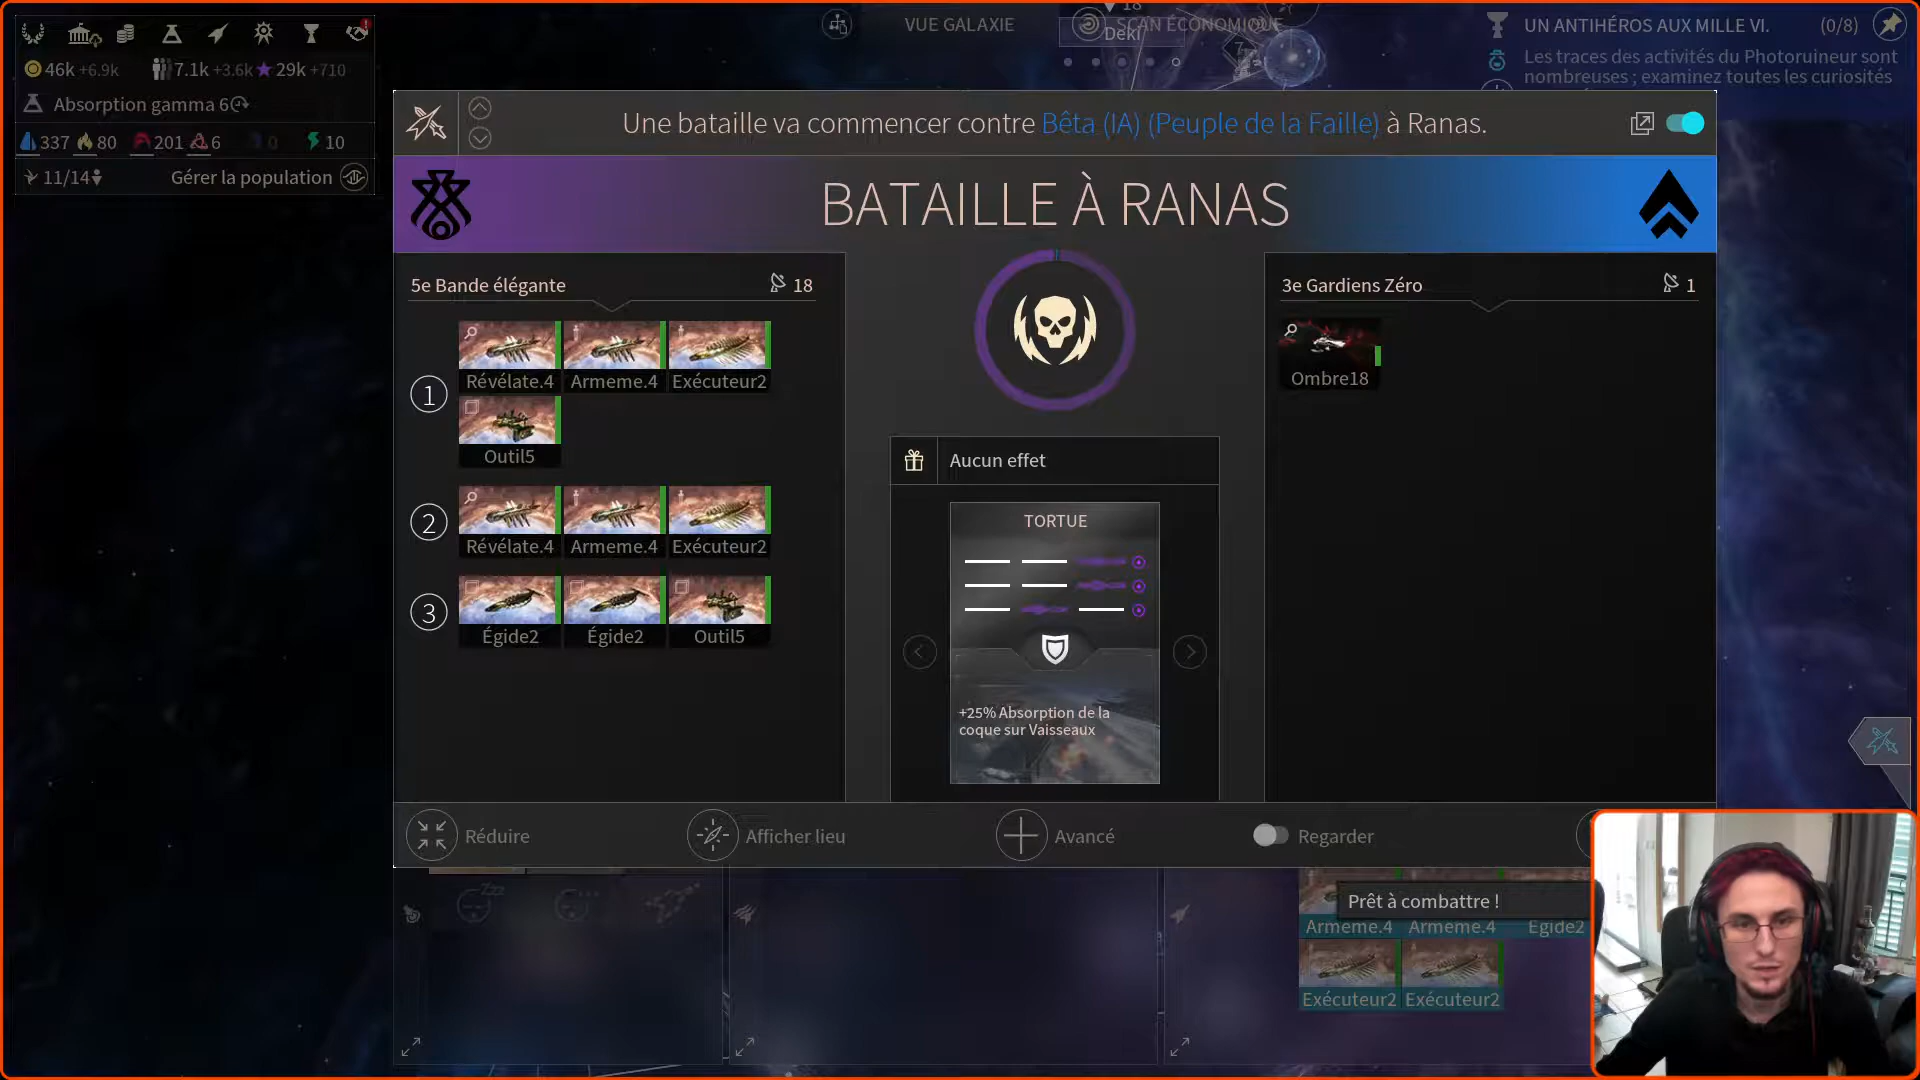 46k +6.9k
7.1k +3.6k
29k +710
Absorption gamma 6
337
80
201
6
0
10
11/14
Gérer la population
VUE GALAXIE
SCAN ÉCONOMIQUE
18
Deki
7
UN ANTIHÉROS AUX MILLE VI.
(0/8)
Les traces des activités du Photoruineur sont
nombreuses ; examinez toutes les curiosités
Une bataille va commencer contre Bêta (IA) (Peuple de la Faille) à Ranas.
BATAILLE À RANAS
5e Bande élégante
18
1
Révélate.4
Armeme.4
Exécuteur2
Outil5
2
Révélate.4
Armeme.4
Exécuteur2
3
Égide2
Égide2
Outil5
Aucun effet
TORTUE
+25% Absorption de la
coque sur Vaisseaux
3e Gardiens Zéro
1
Ombre18
Réduire
Afficher lieu
Avancé
Regarder
Prêt à combattre !
Armeme.4
Armeme.4
Egide2
Exécuteur2
Exécuteur2
zzz